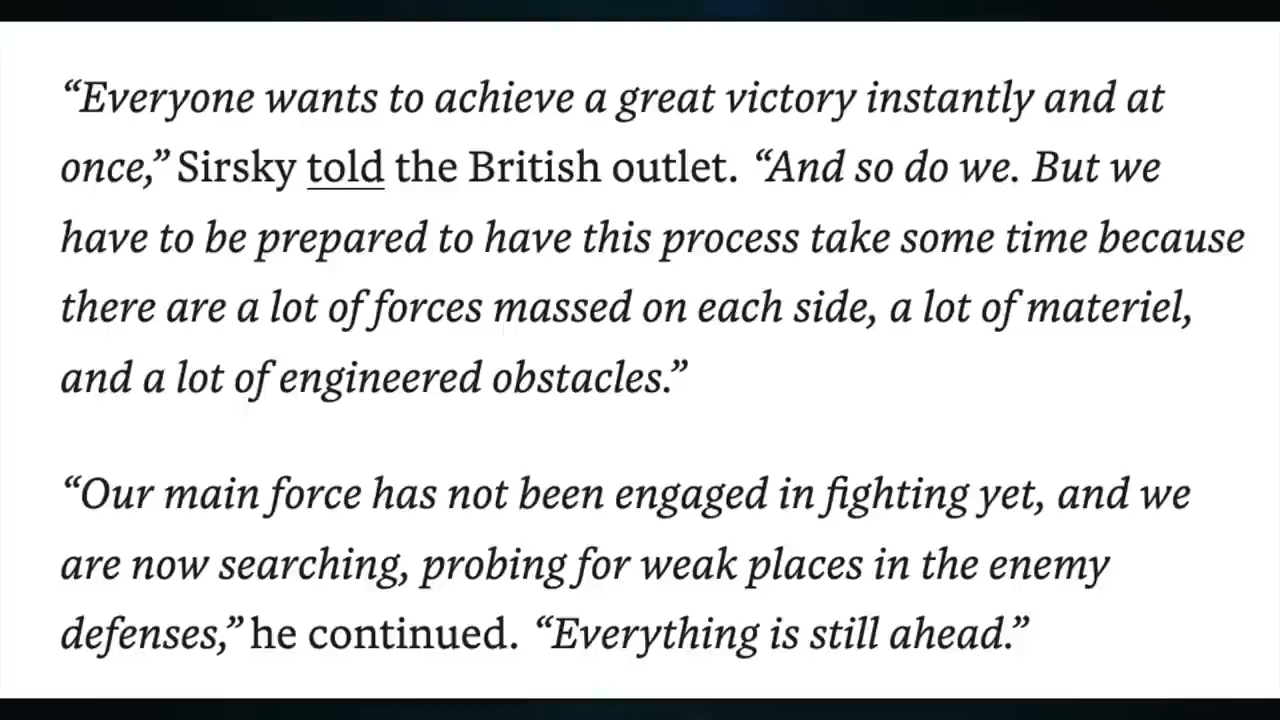 “Everyone wants to achieve a great victory instantly and at
once,” Sirsky told the British outlet. “And so do we. But we
have to be prepared to have this process take some time because
there are a lot of forces massed on each side, a lot of materiel,
and a lot of engineered obstacles.”
“Our main force has not been engaged in fighting yet, and we
are now searching, probing for weak places in the enemy
defenses,” he continued. “Everything is still ahead.”